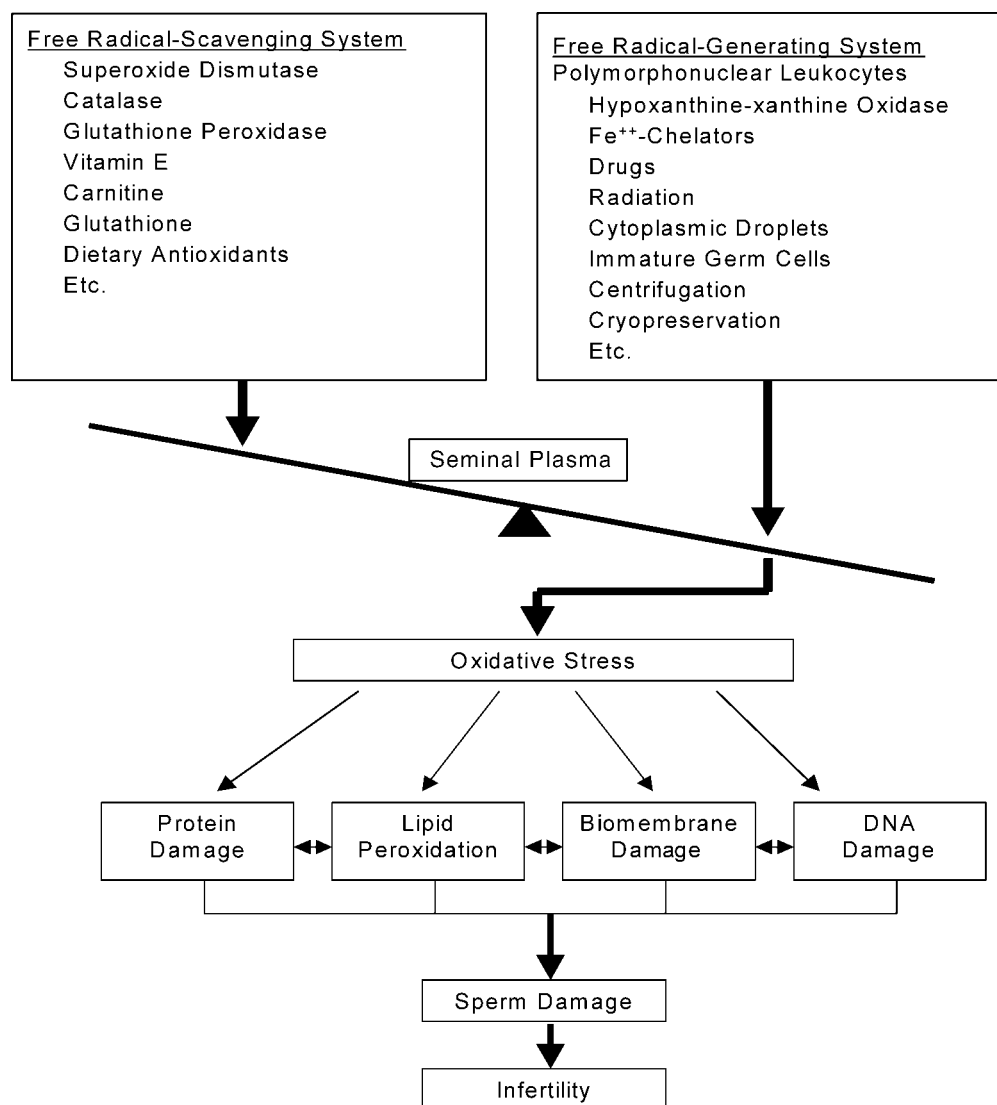 Free Radical-Scavenging System
Superoxide Dismutase
Catalase
Glutathione Peroxidase
Vitamin E
Carnitine
Glutathione
Dietary Antioxidants
Etc.
Free Radical-Generating System
Polymorphonuclear Leukocytes
Hypoxanthine-xanthine Oxidase
Fe⁺⁺-Chelators
Drugs
Radiation
Cytoplasmic Droplets
Immature Germ Cells
Centrifugation
Cryopreservation
Etc.
Seminal Plasma
Oxidative Stress
Protein
Damage
Lipid
Peroxidation
Biomembrane
Damage
DNA
Damage
Sperm Damage
Infertility